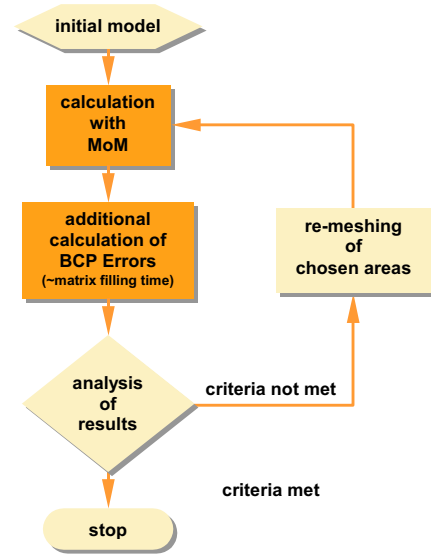 initial model
calculation
with
MoM
additional
calculation of
BCP Errors
(~matrix filling time)
re-meshing
of
chosen areas
analysis
of
results
criteria not met
criteria met
stop